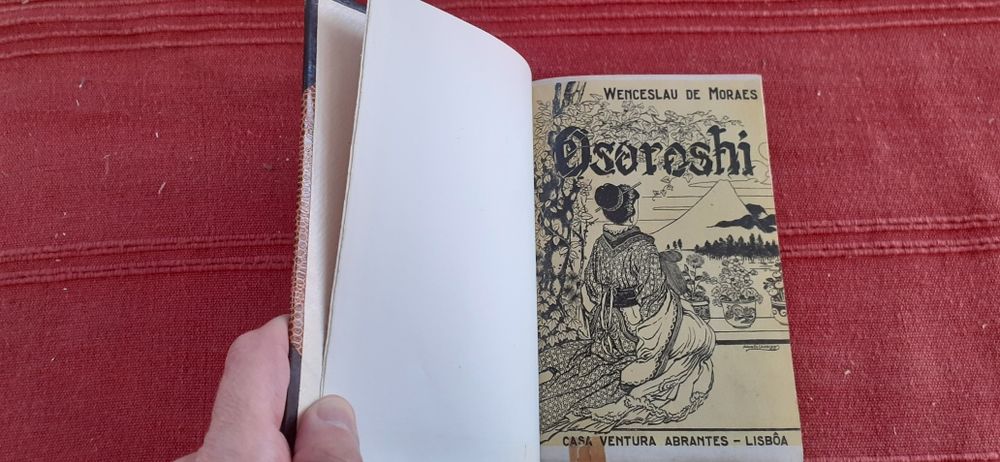 WENCESLAU DE MORAES
Osoroshi
CASA VENTURA ABRANTES – LISBÔA